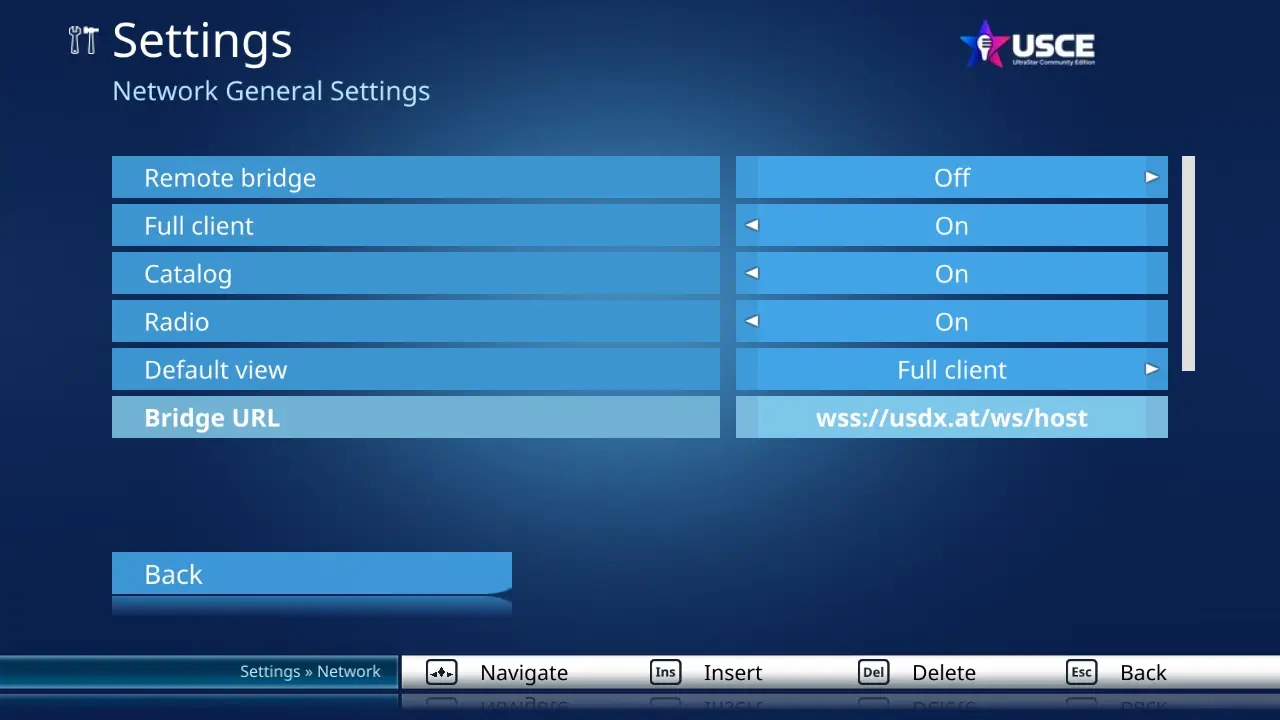 Settings
USCE
UltraStar Community Edition
Network General Settings
Remote bridge Off
Full client On
Catalog On
Radio On
Default view Full client
Bridge URL wss://usdx.at/ws/host
Back
Settings » Network Navigate Ins Insert Del Delete Esc Back